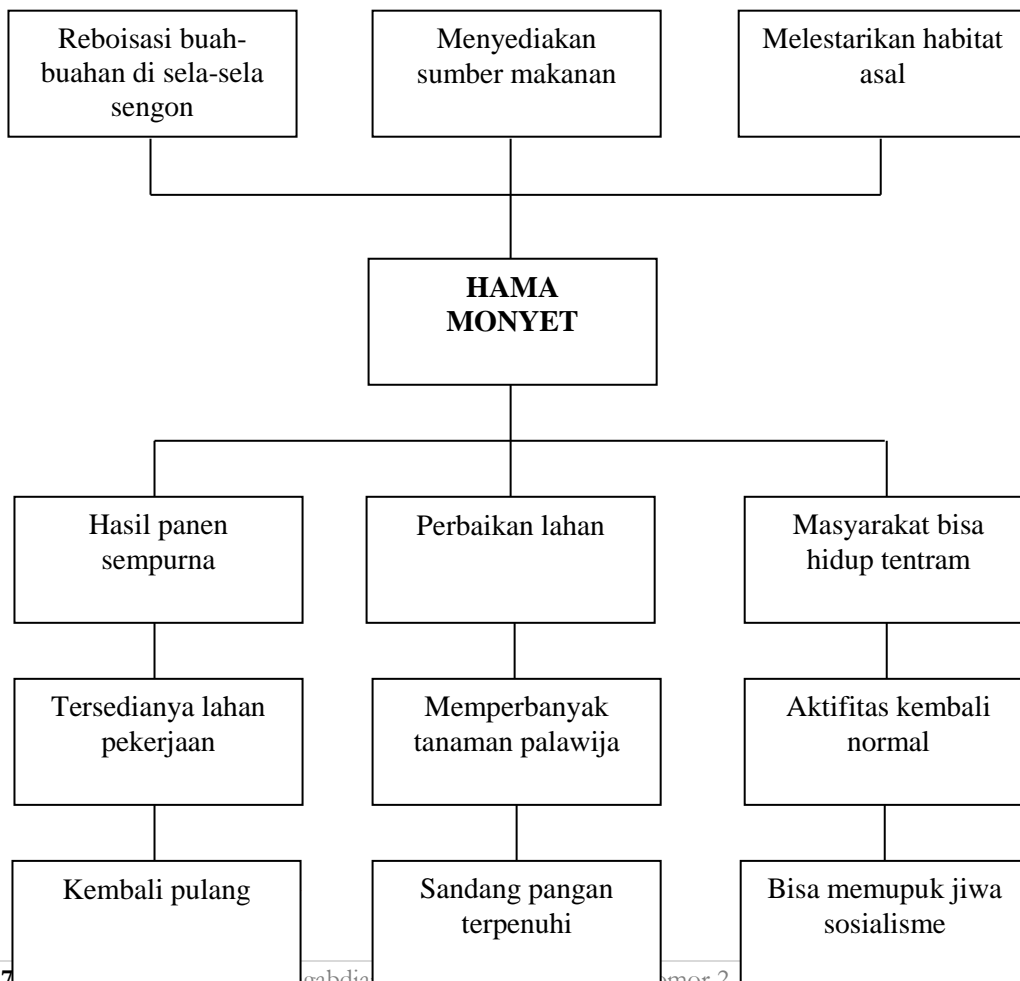 Reboisasi buah-
buahan di sela-sela
sengon
Menyediakan
sumber makanan
Melestarikan habitat
asal
HAMA
MONYET
Hasil panen
sempurna
Perbaikan lahan
Masyarakat bisa
hidup tentram
Tersedianya lahan
pekerjaan
Memperbanyak
tanaman palawija
Aktifitas kembali
normal
Kembali pulang
Sandang pangan
terpenuhi
Bisa memupuk jiwa
sosialisme
7
2